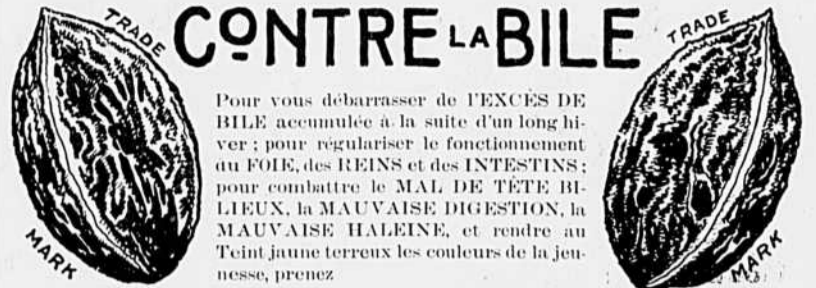 CONTRE LA BILE
TRADE
MARK
TRADE
MARK
Pour vous débarrasser de l'EXCÈS DE
BILE accumulée à la suite d'un long hi-
ver ; pour régulariser le fonctionnement
du FOIE, des REINS et des INTESTINS ;
pour combattre le MAL DE TÊTE BI-
LIEUX, la MAUVAISE DIGESTION, la
MAUVAISE HALEINE, et rendre au
Teint jaune terreux les couleurs de la jeu-
nesse, prenez